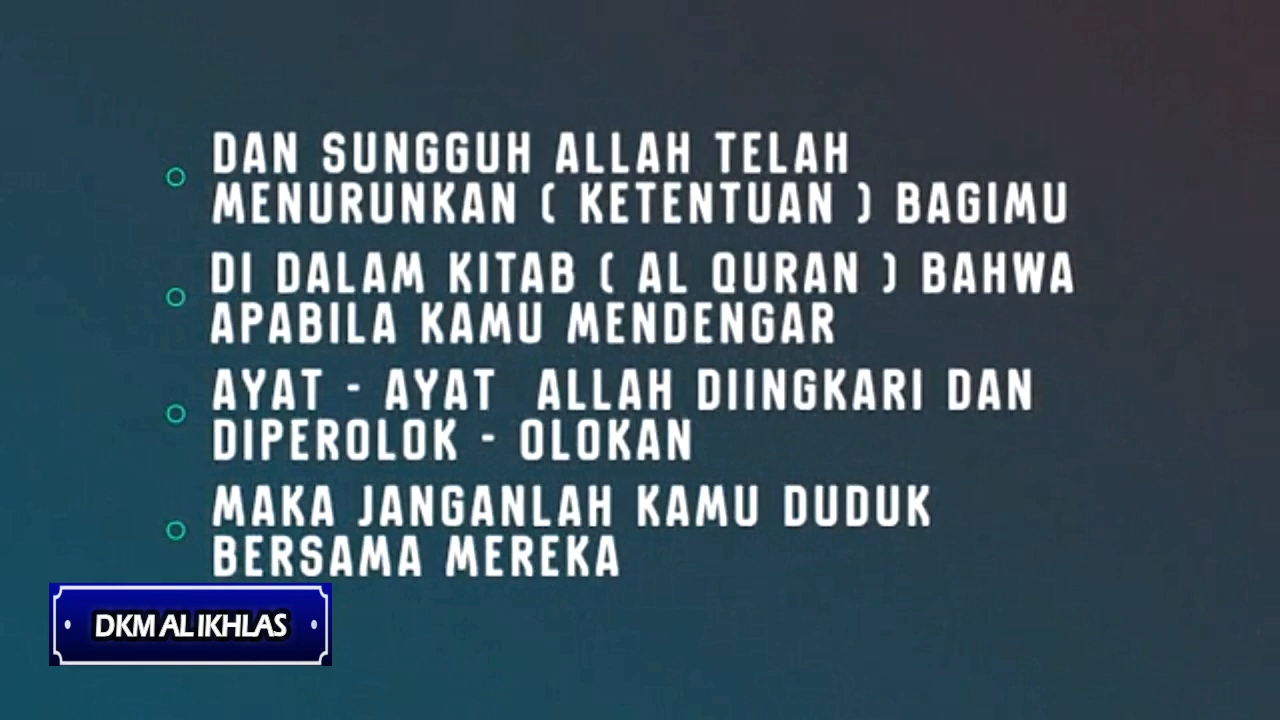 DAN SUNGGUH ALLAH TELAH
MENURUNKAN ( KETENTUAN ) BAGIMU
DI DALAM KITAB ( AL QURAN ) BAHWA
APABILA KAMU MENDENGAR
AYAT - AYAT ALLAH DIINGKARI DAN
DIPEROLOK - OLOKAN
MAKA JANGANLAH KAMU DUDUK
BERSAMA MEREKA
DKM AL IKHLAS